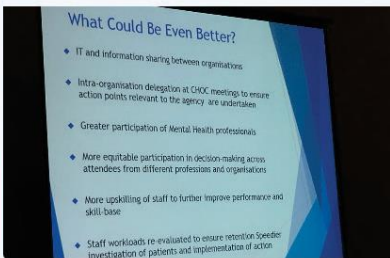 What Could Be Even Better?
◆ IT and information sharing between organisations
◆ Intra-organisation delegation at CHOC meetings to ensure
action points relevant to the agency are undertaken
◆ Greater participation of Mental Health professionals
◆ More equitable participation in decision-making across
attendees from different professions and organisations
◆ More upskilling of staff to further improve performance and
skill-base
◆ Staff workloads re-evaluated to ensure retention Speedier
investigation of patients and implementation of action